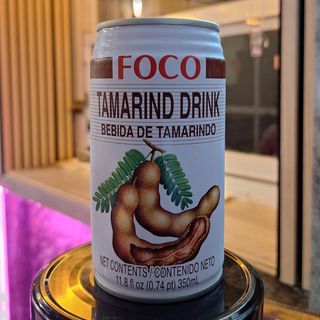 FOCO
TAMARIND DRINK
BEBIDA DE TAMARINDO
NET CONTENTS / CONTENIDO NETO
11.8 fl oz (0.74 pt) 350ml